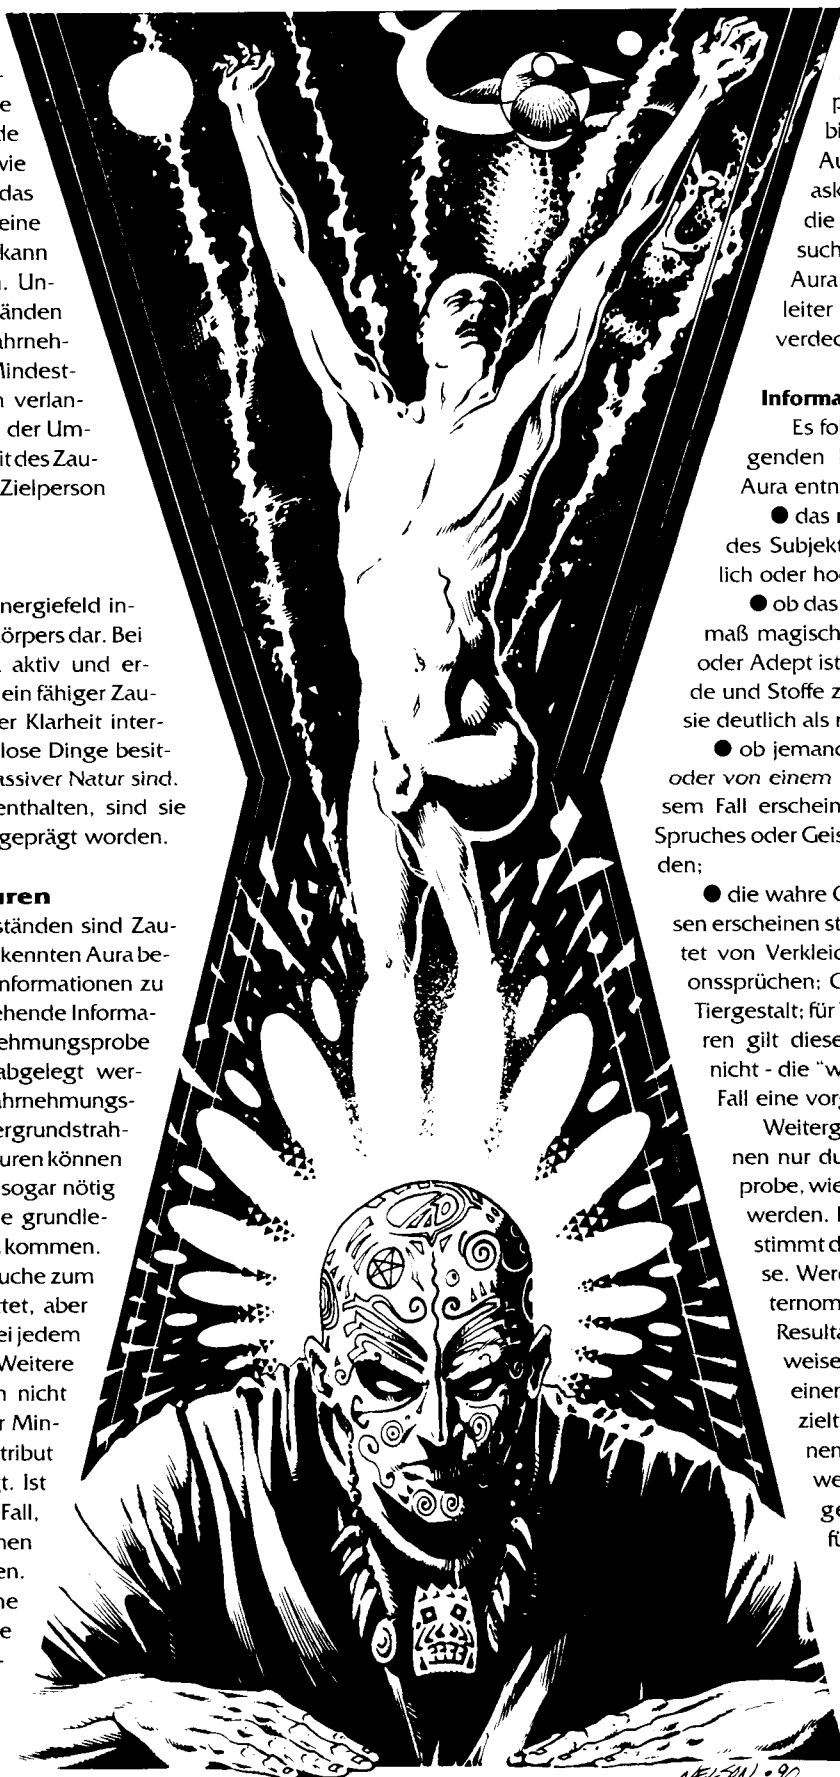 -
e
de
vie
das
eine
kann
. Un-
änden
ahrneh-
Mindest-
n verlan-
der Um-
it des Zau-
Zielperson
nergiefeld in-
örpers dar. Bei
aktiv und er-
ein fähiger Zau-
er Klarheit inter-
lose Dinge besit-
assiver Natur sind.
enthalten, sind sie
geprägt worden.
uren
ständen sind Zau-
kennten Aura be-
nformationen zu
ehende Informa-
ehmungsprobe
abgelegt wer-
ahrnehmungs-
ergrundstrah-
uren können
sogar nötig
e grundle-
kommen.
uche zum
tet, aber
ei jedem
Weitere
n nicht
r Min-
tribut
t. Ist
Fall,
nen
en.
ne
e
-
p
bi
Au
ask
die
such
Aura
leiter
verdec
Informa
Es fol
genden
Aura entn
● das
des Subjekt
lich oder hoc
● ob das
maß magisch
oder Adept ist
de und Stoffe z
sie deutlich als
● ob jemand
oder von einem
sem Fall erschein
Spruches oder Geis
den;
● die wahre
sen erscheinen st
tet von Verkleid
onssprüchen;
Tiergestalt; für
ren gilt diese
nicht - die "w
Fall eine vor
Weiterg
nen nur du
probe, wie
werden.
stimmt d
se. Werd
ternom
Resulta
weise
einer
zielt
nen
we
ge
fü
NELSON • 90